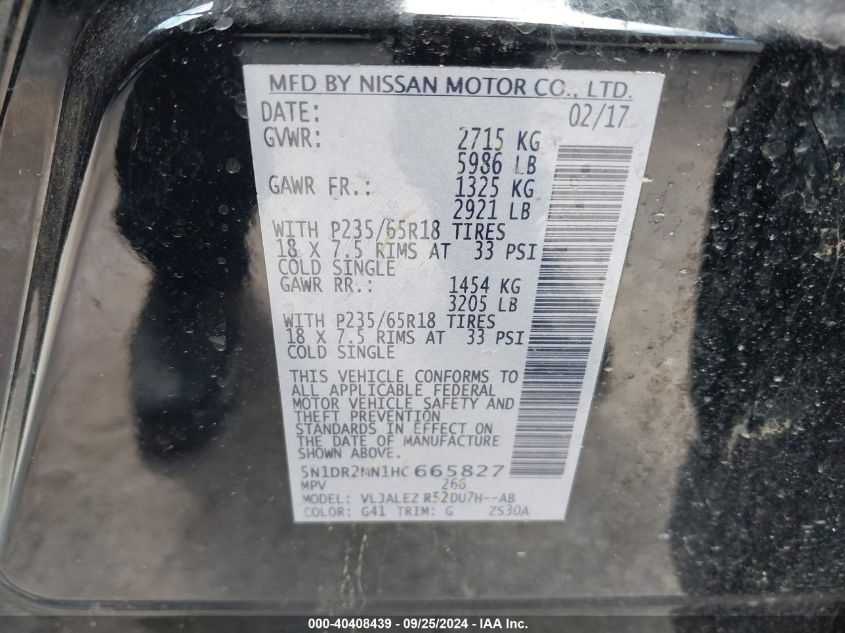 MFD BY NISSAN MOTOR CO., LTD.
DATE: 02/17
GVWR: 2715 KG
5986 LB
GAWR FR.: 1325 KG
2921 LB
WITH P235/65R18 TIRES
18 X 7.5 RIMS AT 33 PSI
COLD SINGLE
GAWR RR.: 1454 KG
3205 LB
WITH P235/65R18 TIRES
18 X 7.5 RIMS AT 33 PSI
COLD SINGLE
THIS VEHICLE CONFORMS TO
ALL APPLICABLE FEDERAL
MOTOR VEHICLE SAFETY AND
THEFT PREVENTION
STANDARDS IN EFFECT ON
THE DATE OF MANUFACTURE
SHOWN ABOVE.
5N1DR2MN1HC665827
MPV 266
MODEL: VLJALEZ R52DU7H--AB
COLOR: G41 TRIM: G ZS30A
000-40408439 - 09/25/2024 - IAA Inc.